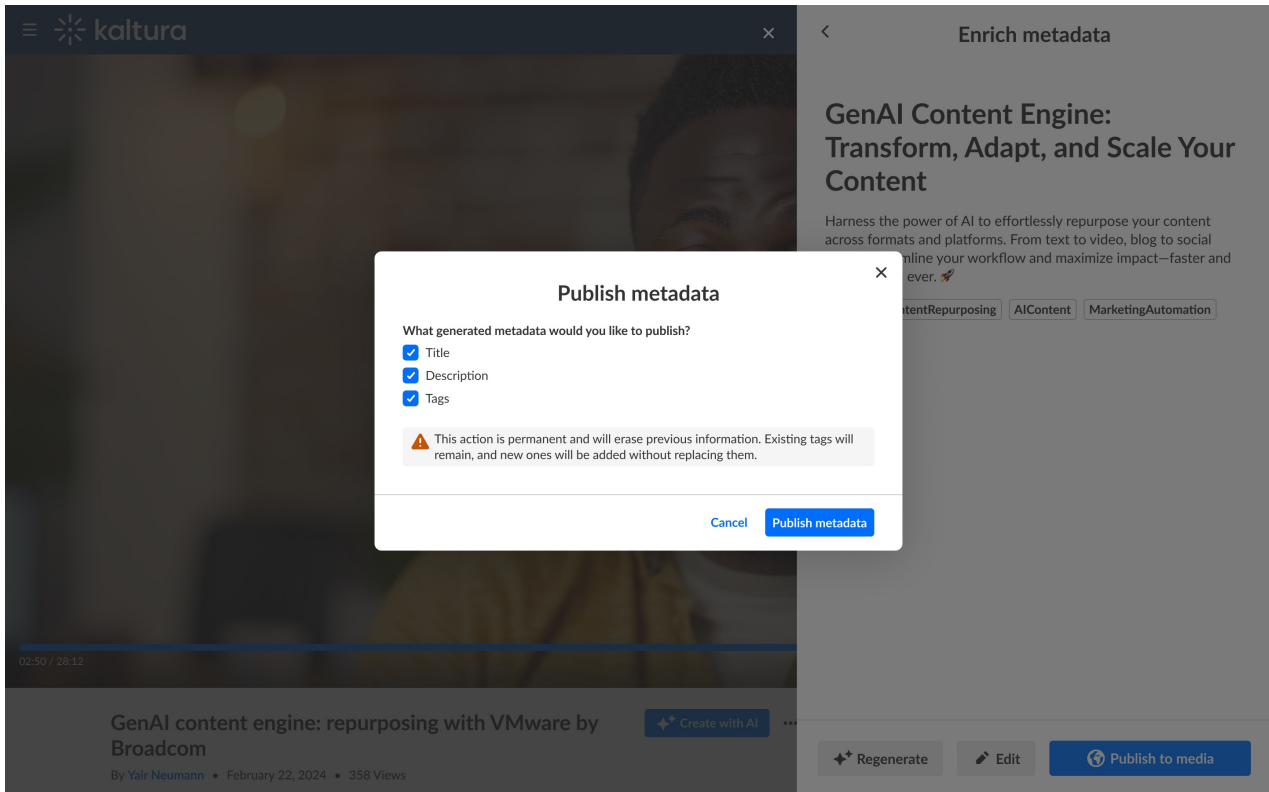 kaltura
Enrich metadata
GenAI Content Engine:
Transform, Adapt, and Scale Your
Content
Harness the power of AI to effortlessly repurpose your content
across formats and platforms. From text to video, blog to social
your workflow and maximize impact—faster and
ever. 🚀
AIContent
MarketingAutomation
Publish metadata
What generated metadata would you like to publish?
Title
Description
Tags
This action is permanent and will erase previous information. Existing tags will
remain, and new ones will be added without replacing them.
Cancel
Publish metadata
02:50 / 28:12
GenAI content engine: repurposing with VMware by
Broadcom
Create with AI
By Yair Neumann • February 22, 2024 • 358 Views
Regenerate
Edit
Publish to media